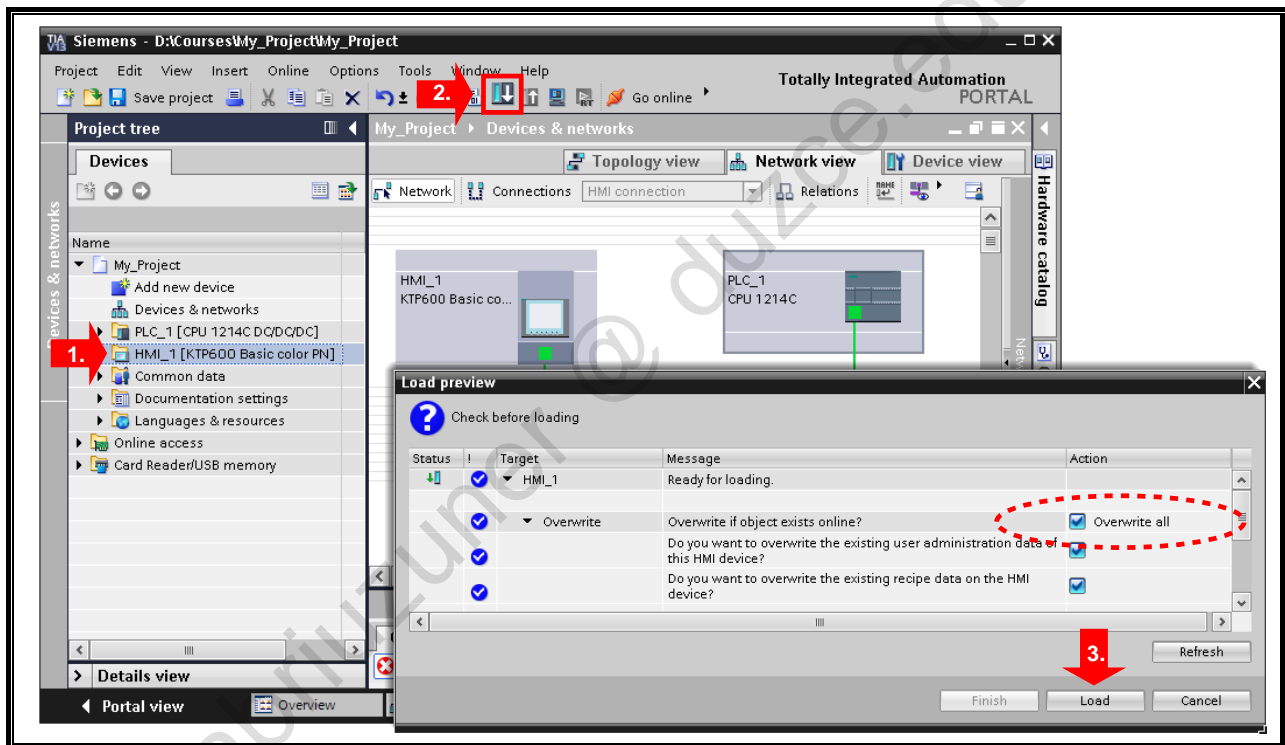 TIA
V13
Siemens - D:\Courses\My_Project\My_Project
Project Edit View Insert Online Options Tools Window Help
Totally Integrated Automation
PORTAL
Save project
2.
Go online
Project tree
My_Project ▸ Devices & networks
Devices
Topology view
Network view
Device view
Network
Connections
HMI connection
Relations
Name
My_Project
Add new device
Devices & networks
PLC_1 [CPU 1214C DC/DC/DC]
1.
HMI_1 [KTP600 Basic color PN]
Common data
Documentation settings
Languages & resources
Online access
Card Reader/USB memory
Devices & networks
HMI_1
KTP600 Basic co...
PLC_1
CPU 1214C
Hardware catalog
Load preview
Check before loading
Status ! Target Message Action
HMI_1 Ready for loading.
Overwrite Overwrite if object exists online? Overwrite all
Do you want to overwrite the existing user administration data of
this HMI device?
Do you want to overwrite the existing recipe data on the HMI
device?
3.
Refresh
Finish Load Cancel
Details view
Portal view
Overview